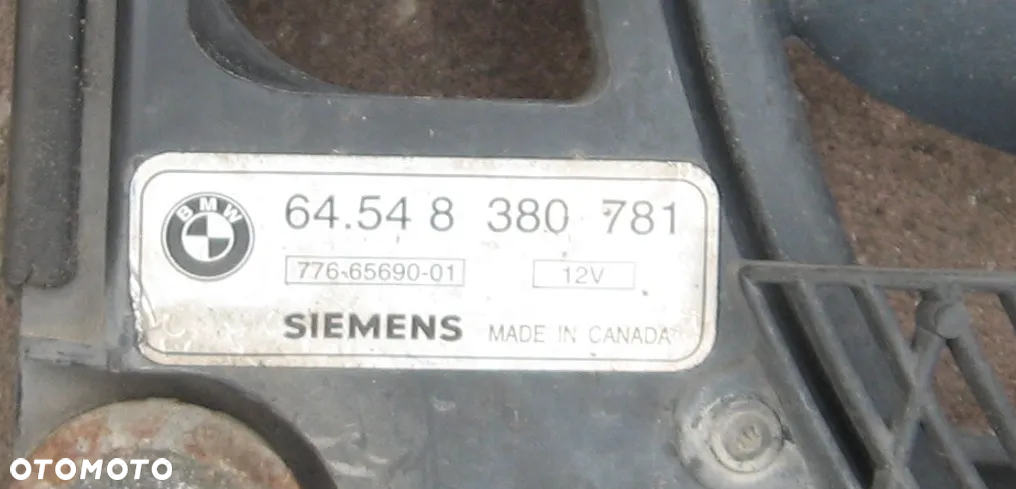 BMW
64.54 8 380 781
776-65690-01 12V
SIEMENS MADE IN CANADA
OTOMOTO